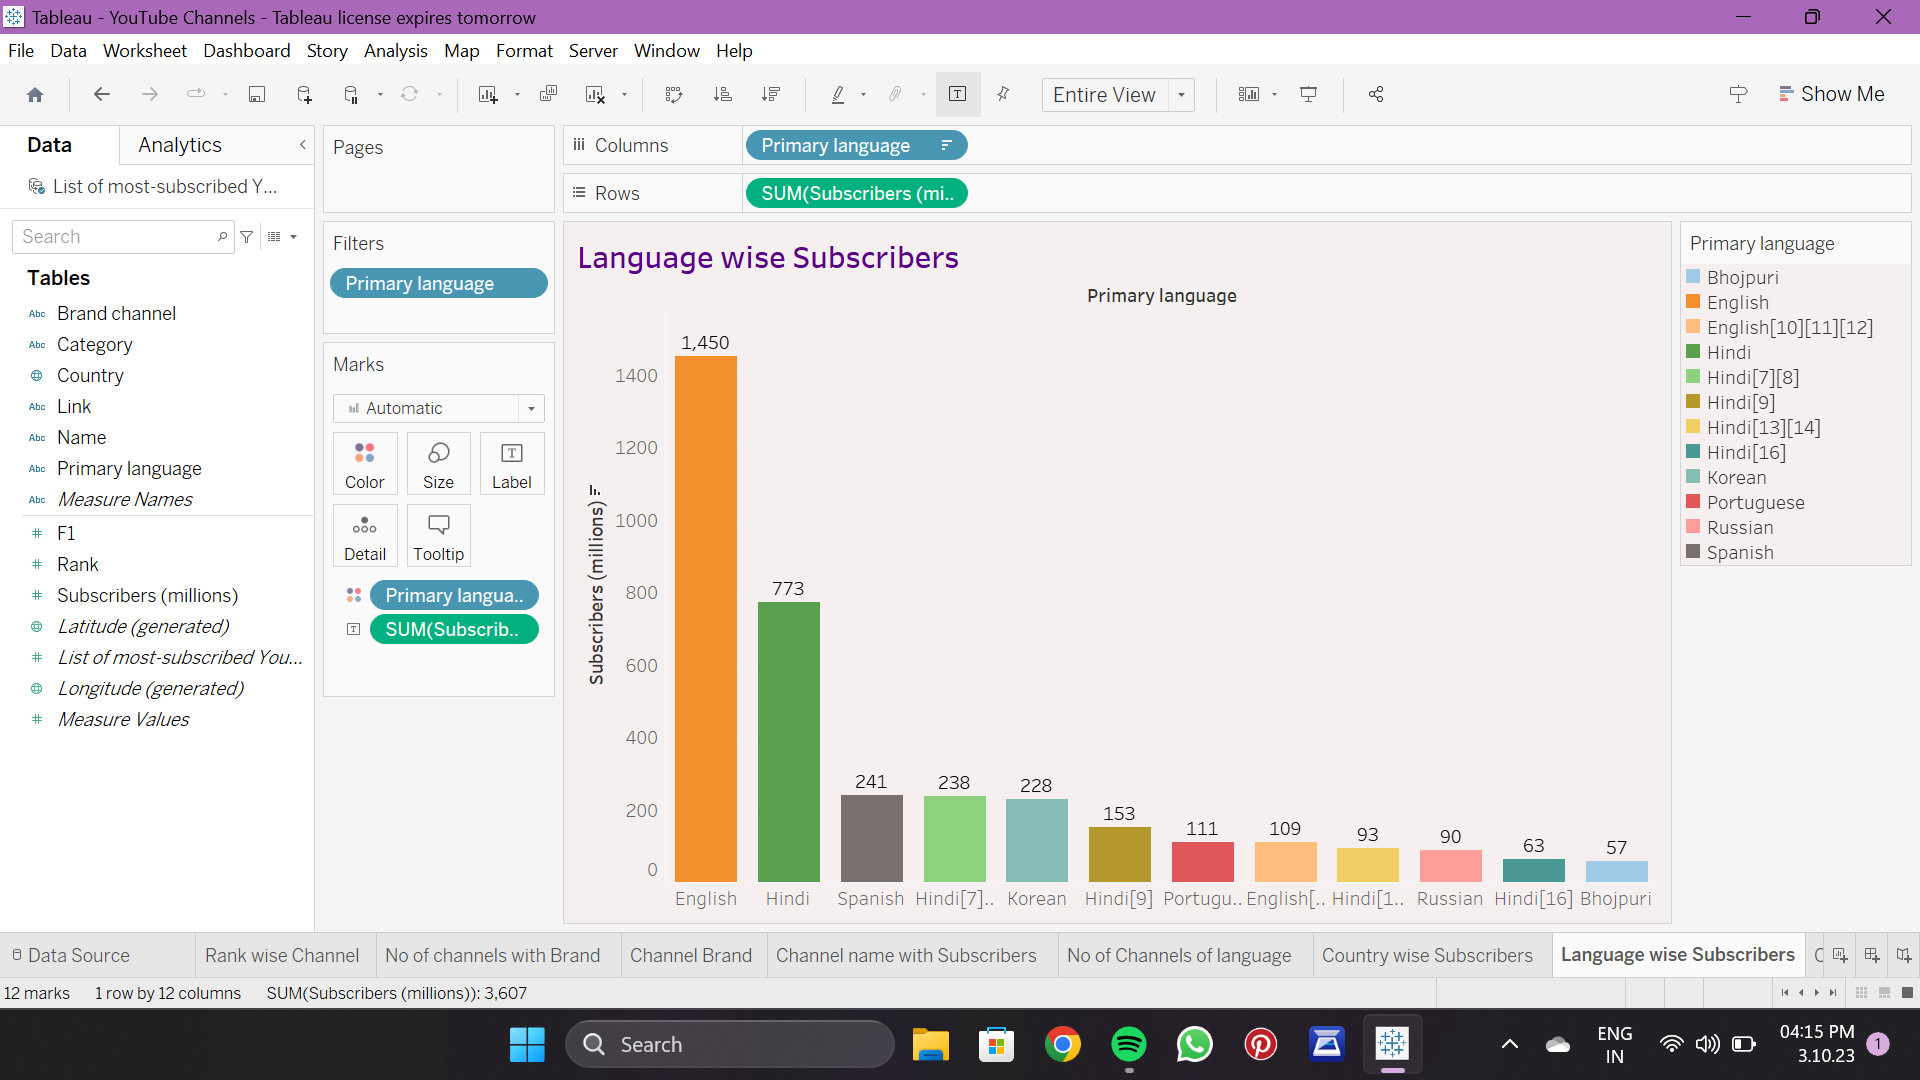 Tableau - YouTube Channels - Tableau license expires tomorrow
File Data Worksheet Dashboard Story Analysis Map Format Server Window Help
Entire View
Show Me
Data Analytics
List of most-subscribed Y...
Search
Tables
Abc Brand channel
Abc Category
Country
Abc Link
Abc Name
Abc Primary language
Abc Measure Names
# F1
# Rank
# Subscribers (millions)
Latitude (generated)
# List of most-subscribed You...
Longitude (generated)
# Measure Values
Pages
Filters
Primary language
Marks
Automatic
Color Size Label
Detail Tooltip
Primary langua..
SUM(Subscrib..
Columns Primary language
Rows SUM(Subscribers (mi..
Language wise Subscribers
Primary language
Subscribers (millions)
1400
1200
1000
800
600
400
200
0
1,450
773
241
238
228
153
111
109
93
90
63
57
English Hindi Spanish Hindi[7].. Korean Hindi[9] Portugu.. English[.. Hindi[1.. Russian Hindi[16] Bhojpuri
Primary language
Bhojpuri
English
English[10][11][12]
Hindi
Hindi[7][8]
Hindi[9]
Hindi[13][14]
Hindi[16]
Korean
Portuguese
Russian
Spanish
Data Source Rank wise Channel No of channels with Brand Channel Brand Channel name with Subscribers No of Channels of language Country wise Subscribers Language wise Subscribers
12 marks 1 row by 12 columns SUM(Subscribers (millions)): 3,607
Search
ENG
IN
04:15 PM
3.10.23
1